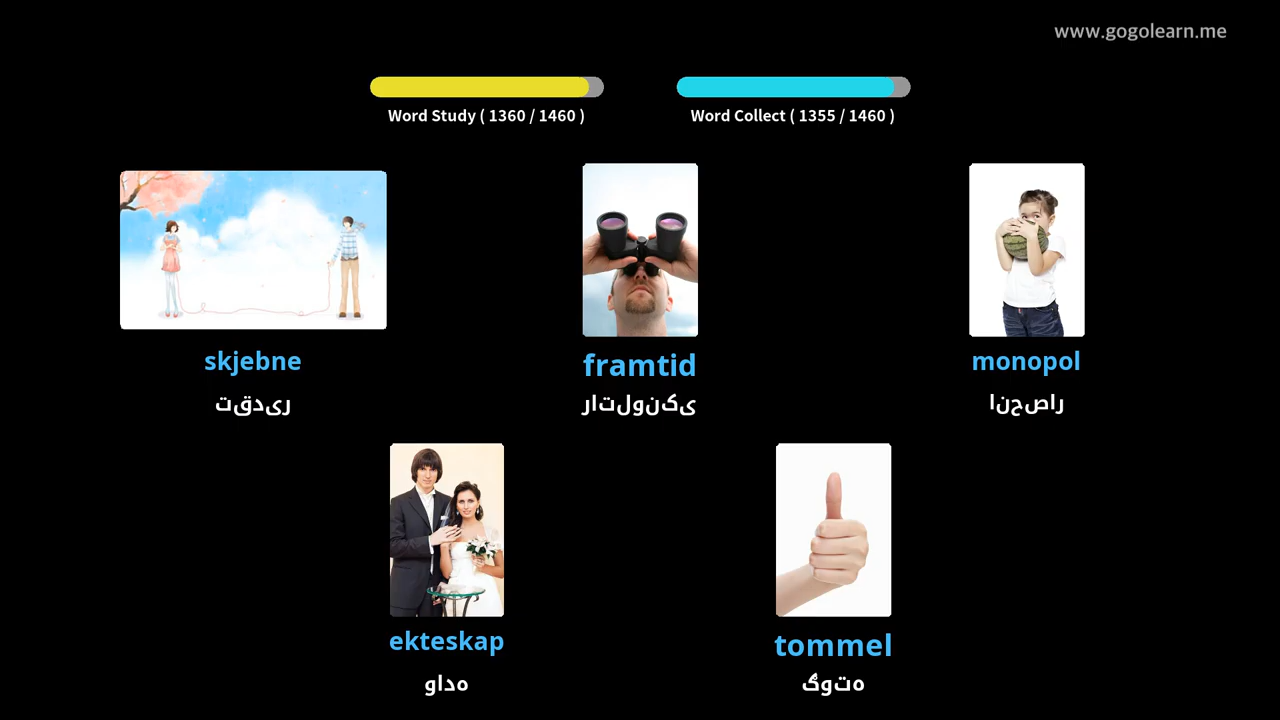 www.gogolearn.me
Word Study ( 1360 / 1460 )
Word Collect ( 1355 / 1460 )
skjebne
تقدیر
framtid
راتلونکی
monopol
انحصار
ekteskap
واده
tommel
ګوته